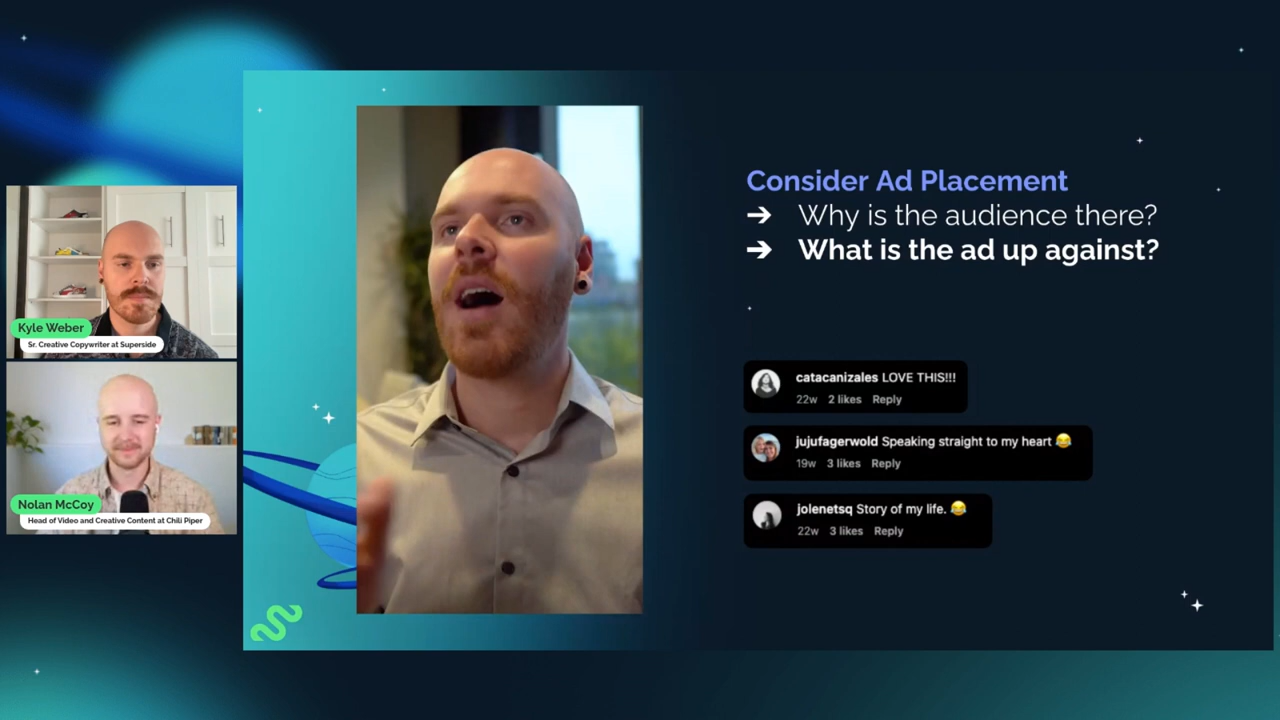 Kyle Weber
Sr. Creative Copywriter at Superside
Nolan McCoy
Head of Video and Creative Content at Chili Piper
Consider Ad Placement
➔ Why is the audience there?
➔ What is the ad up against?
catacanizales LOVE THIS!!!
22w 2 likes Reply
jujufagerwold Speaking straight to my heart 😂
19w 3 likes Reply
jolenetsq Story of my life. 😂
22w 3 likes Reply